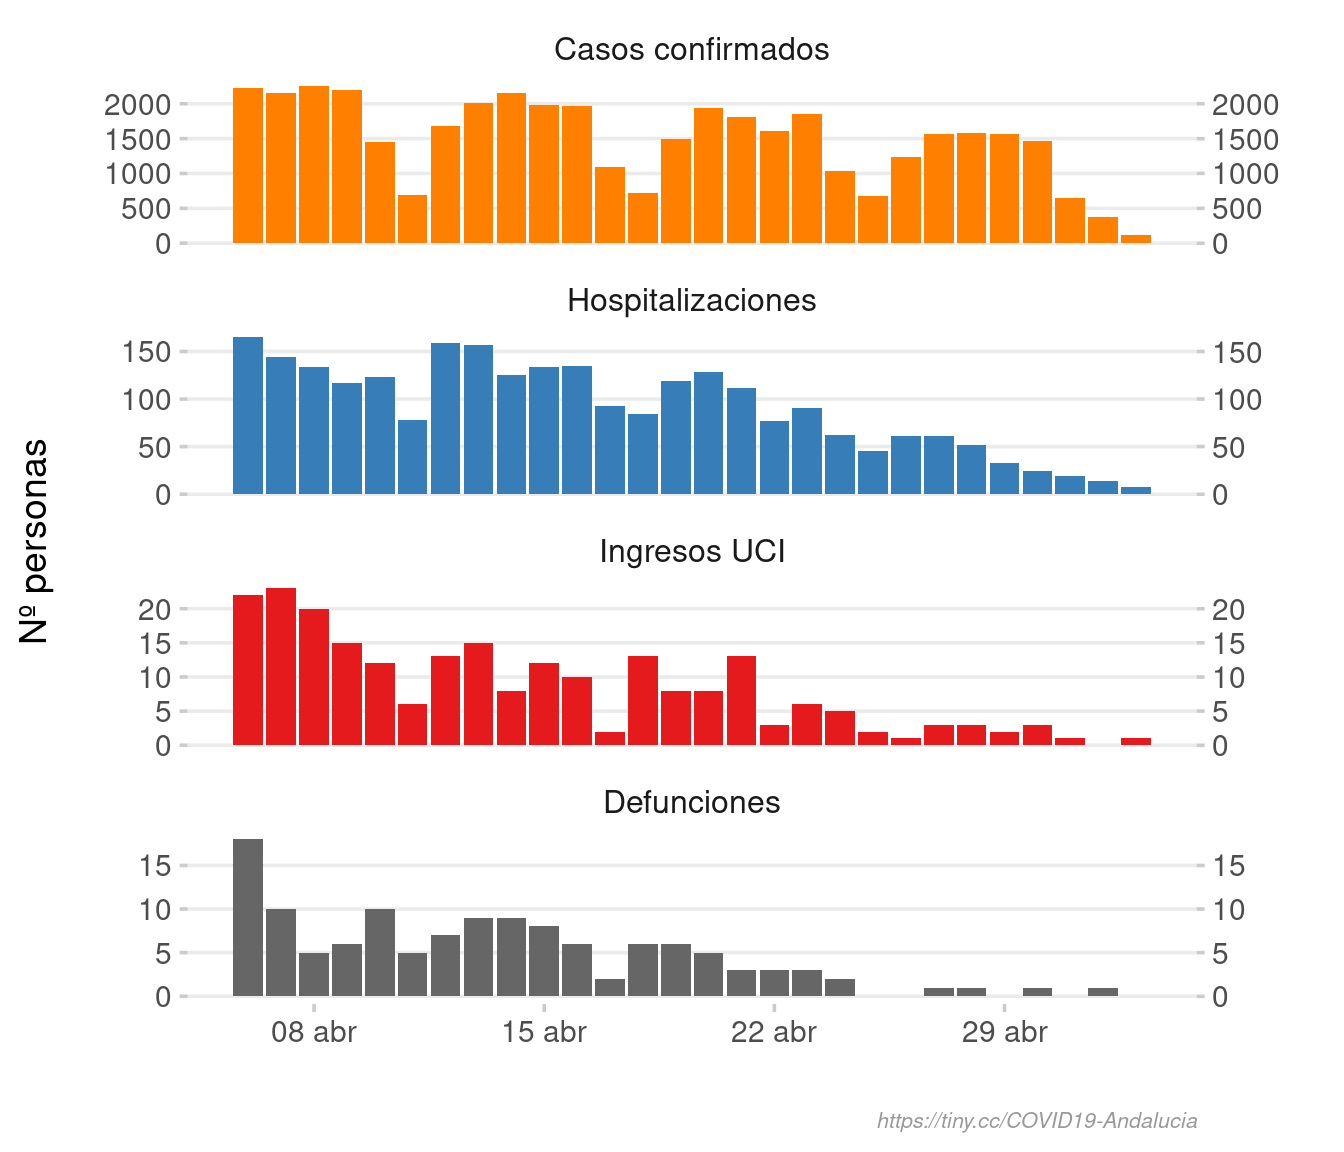 Casos confirmados
2000 2000
1500 1500
1000 1000
500 500
0 0
Hospitalizaciones
150 150
100 100
50 50
0 0
Nº personas
Ingresos UCI
20 20
15 15
10 10
5 5
0 0
Defunciones
15 15
10 10
5 5
0 0
08 abr 15 abr 22 abr 29 abr
https://tiny.cc/COVID19-Andalucia